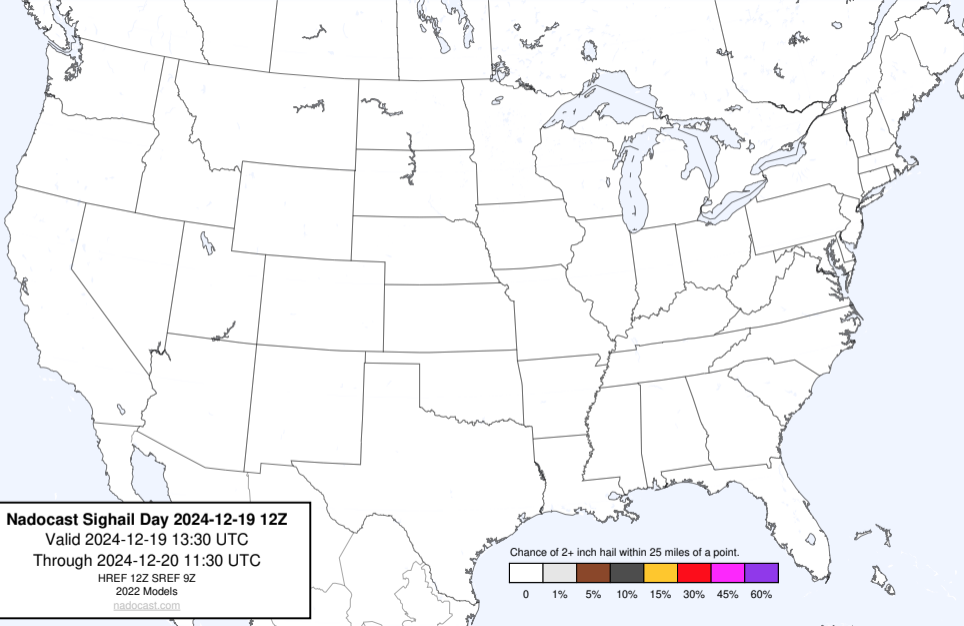 Nadocast Sighail Day 2024-12-19 12Z
Valid 2024-12-19 13:30 UTC
Through 2024-12-20 11:30 UTC
HREF 12Z SREF 9Z
2022 Models
nadocast.com
Chance of 2+ inch hail within 25 miles of a point.
0 1% 5% 10% 15% 30% 45% 60%